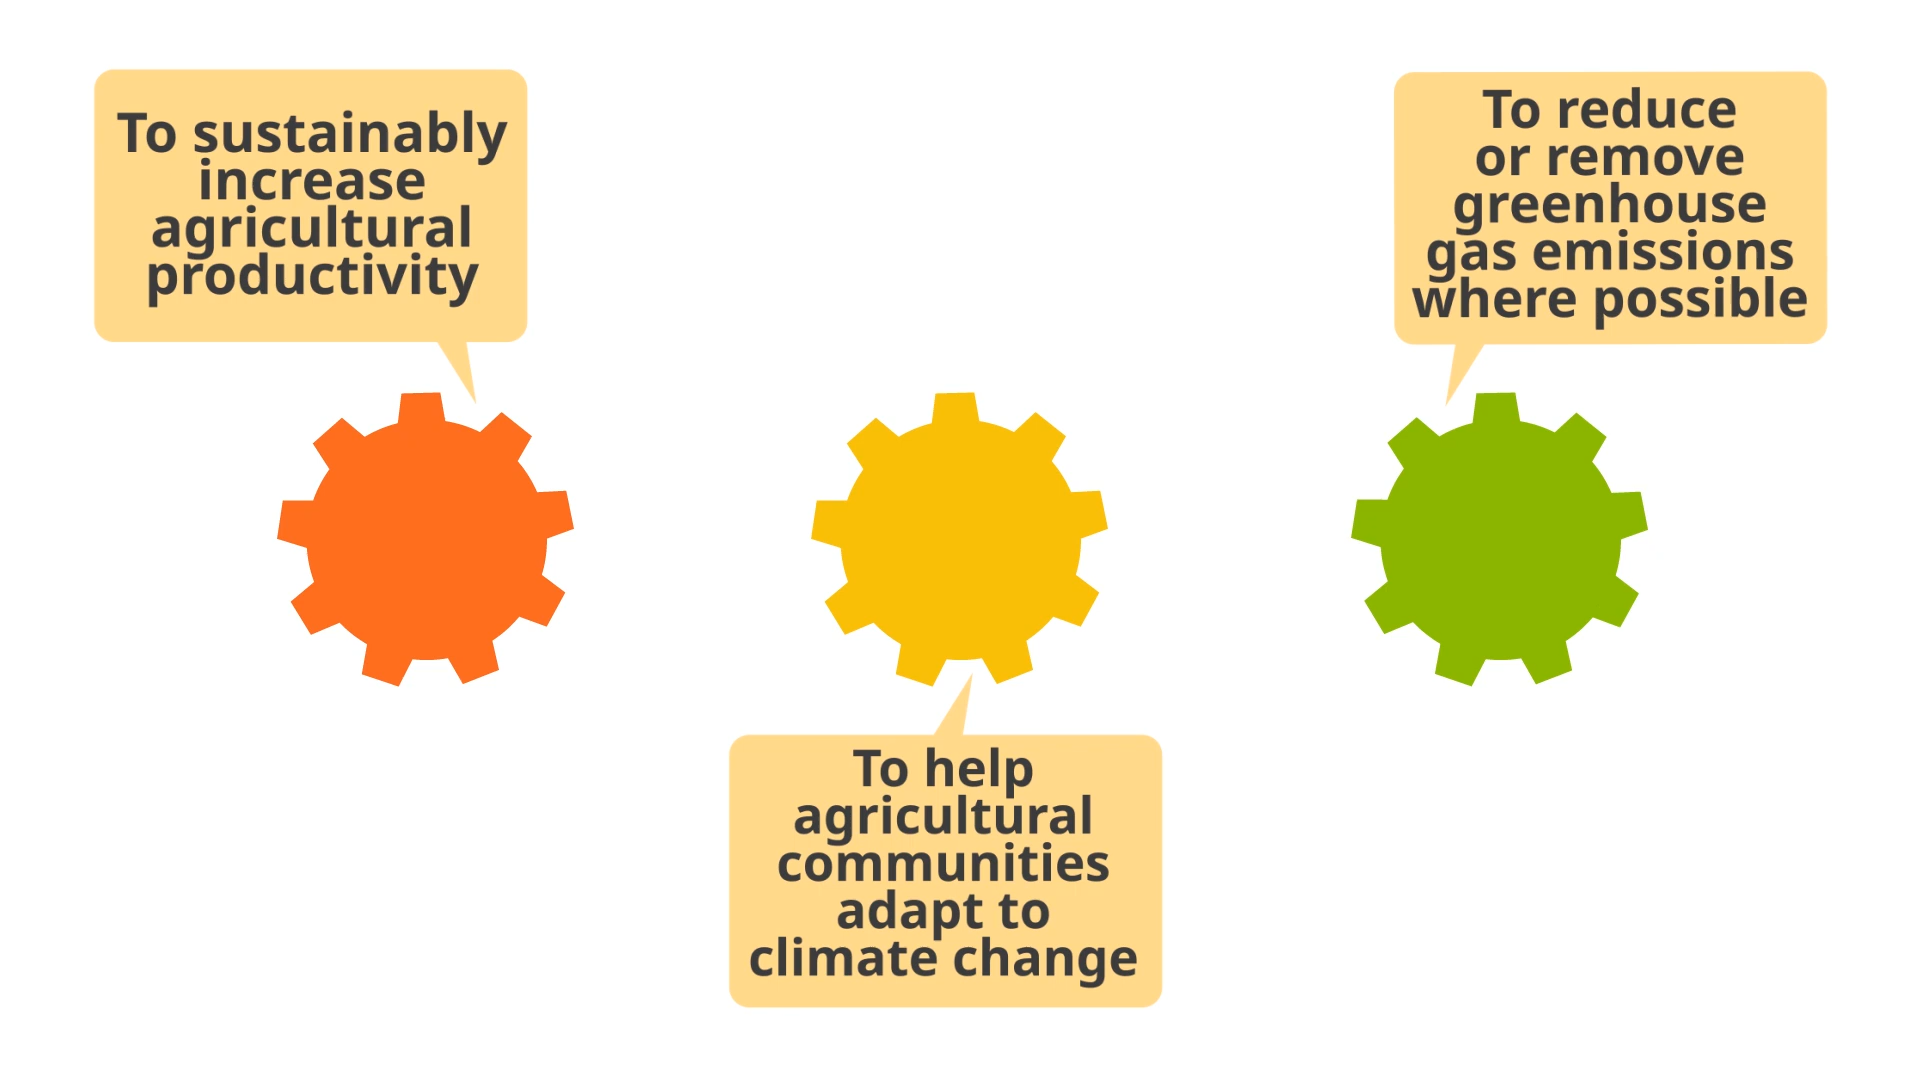 To sustainably
increase
agricultural
productivity
To reduce
or remove
greenhouse
gas emissions
where possible
To help
agricultural
communities
adapt to
climate change